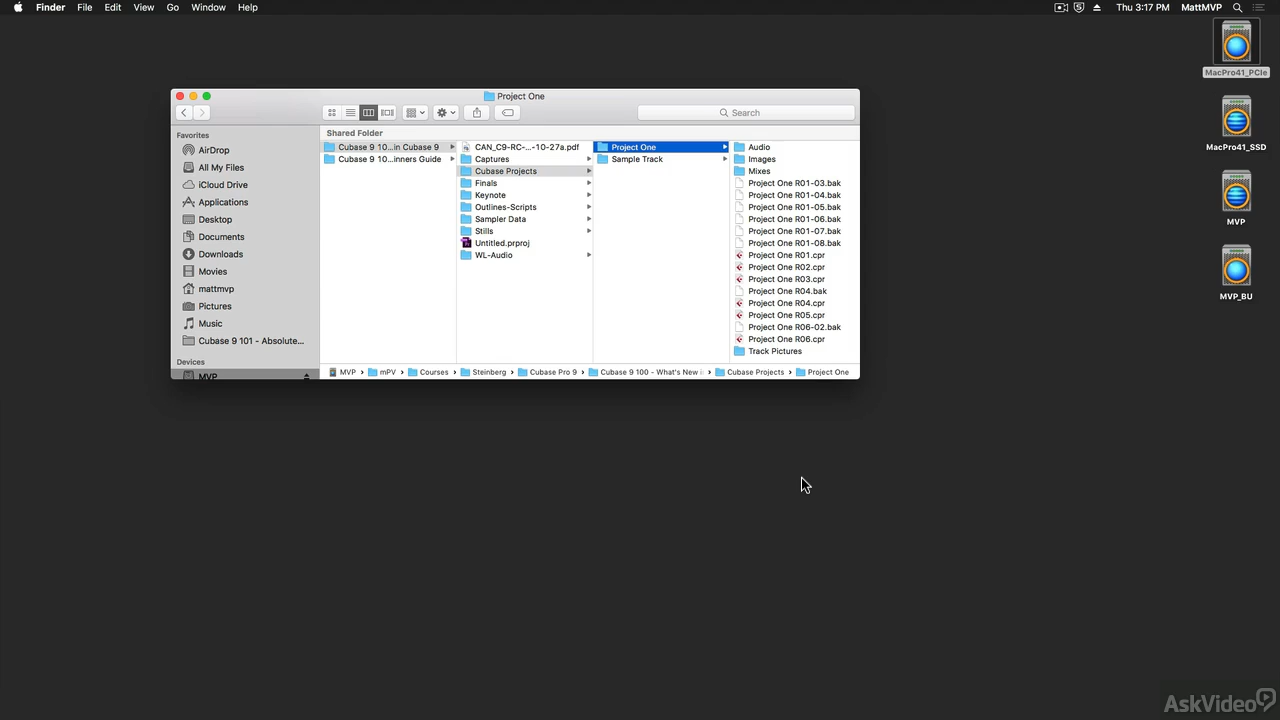 Finder File Edit View Go Window Help
Thu 3:17 PM MattMVP
MacPro41_PCIe
MacPro41_SSD
MVP
MVP_BU
Project One
Search
Favorites
AirDrop
All My Files
iCloud Drive
Applications
Desktop
Documents
Downloads
Movies
mattmvp
Pictures
Music
Cubase 9 101 - Absolute...
Devices
MVP
Shared Folder
Cubase 9 10...in Cubase 9
Cubase 9 10...inners Guide
CAN_C9-RC-...-10-27a.pdf
Captures
Cubase Projects
Finals
Keynote
Outlines-Scripts
Sampler Data
Stills
Untitled.prproj
WL-Audio
Project One
Sample Track
Audio
Images
Mixes
Project One R01-03.bak
Project One R01-04.bak
Project One R01-05.bak
Project One R01-06.bak
Project One R01-07.bak
Project One R01-08.bak
Project One R01.cpr
Project One R02.cpr
Project One R03.cpr
Project One R04.bak
Project One R04.cpr
Project One R05.cpr
Project One R06-02.bak
Project One R06.cpr
Track Pictures
MVP › mPV › Courses › Steinberg › Cubase Pro 9 › Cubase 9 100 - What's New i › Cubase Projects › Project One
AskVideo